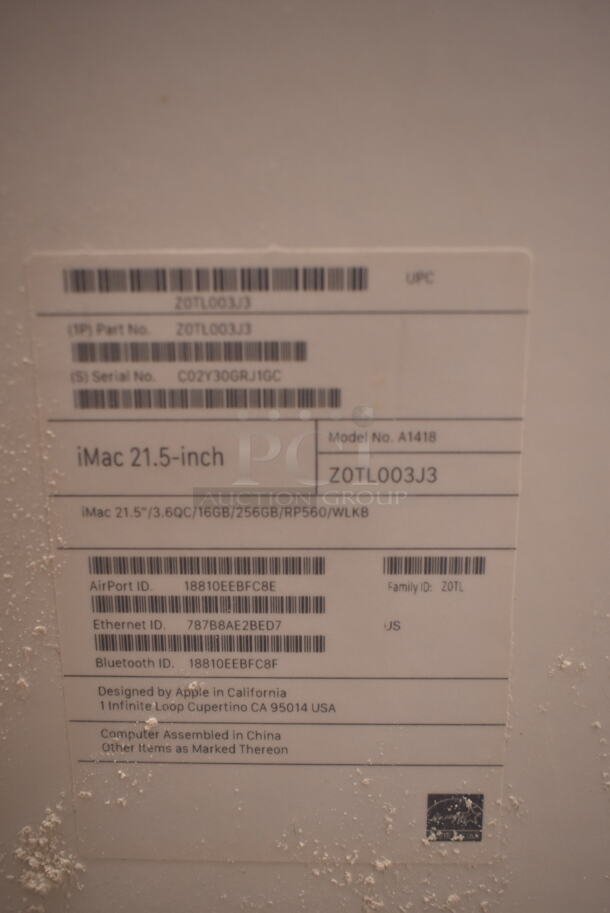 UPC
Z0TL003J3
(1P) Part No. Z0TL003J3
(S) Serial No. C02Y30GRJ1GC
iMac 21.5-inch
Model No. A1418
Z0TL003J3
PCI
AUCTION GROUP
iMac 21.5"/3.6QC/16GB/256GB/RP560/WLKB
AirPort ID. 18810EEBFC8E
Family ID: Z0TL
Ethernet ID. 787B8AE2BED7
US
Bluetooth ID. 18810EEBFC8F
Designed by Apple in California
1 Infinite Loop Cupertino CA 95014 USA
Computer Assembled in China
Other Items as Marked Thereon